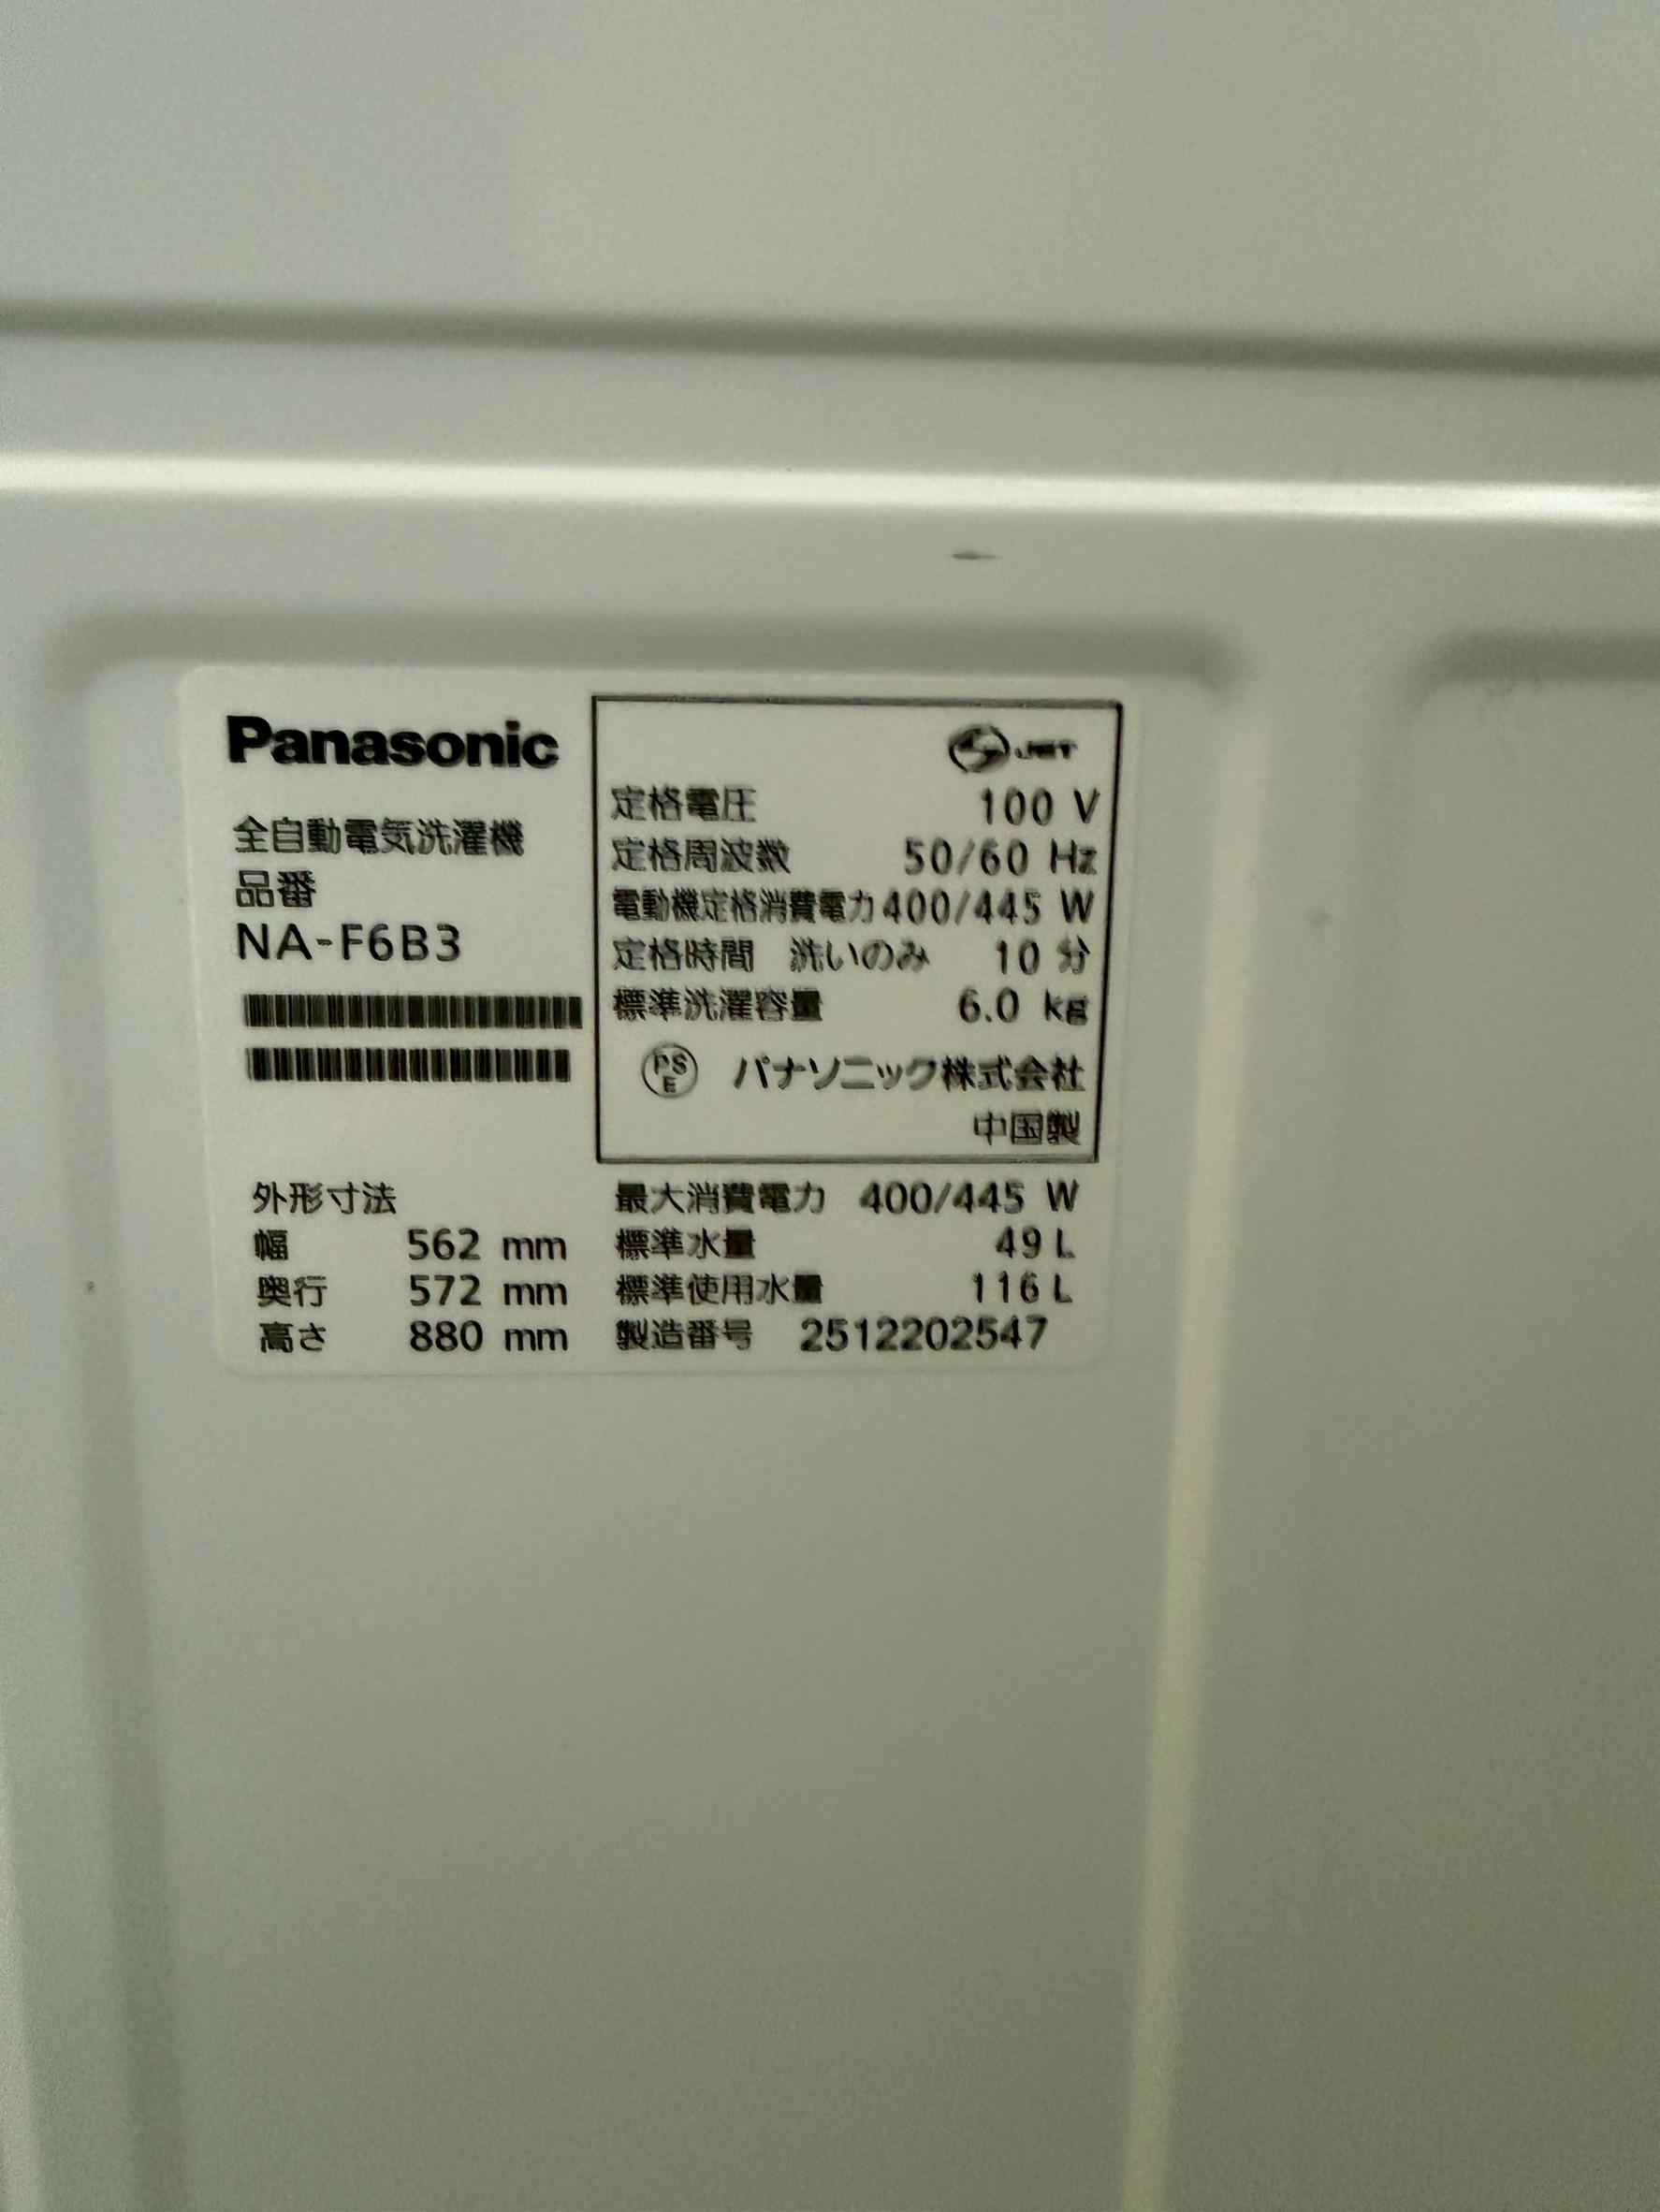 Panasonic
全自動電気洗濯機
品番
NA-F6B3
JET
定格電圧 100 V
定格周波数 50/60 Hz
電動機定格消費電力 400/445 W
定格時間 洗いのみ 10 分
標準洗濯容量 6.0 kg
PS
E
パナソニック株式会社
中国製
外形寸法
幅 562 mm
奥行 572 mm
高さ 880 mm
最大消費電力 400/445 W
標準水量 49 L
標準使用水量 116 L
製造番号 2512202547